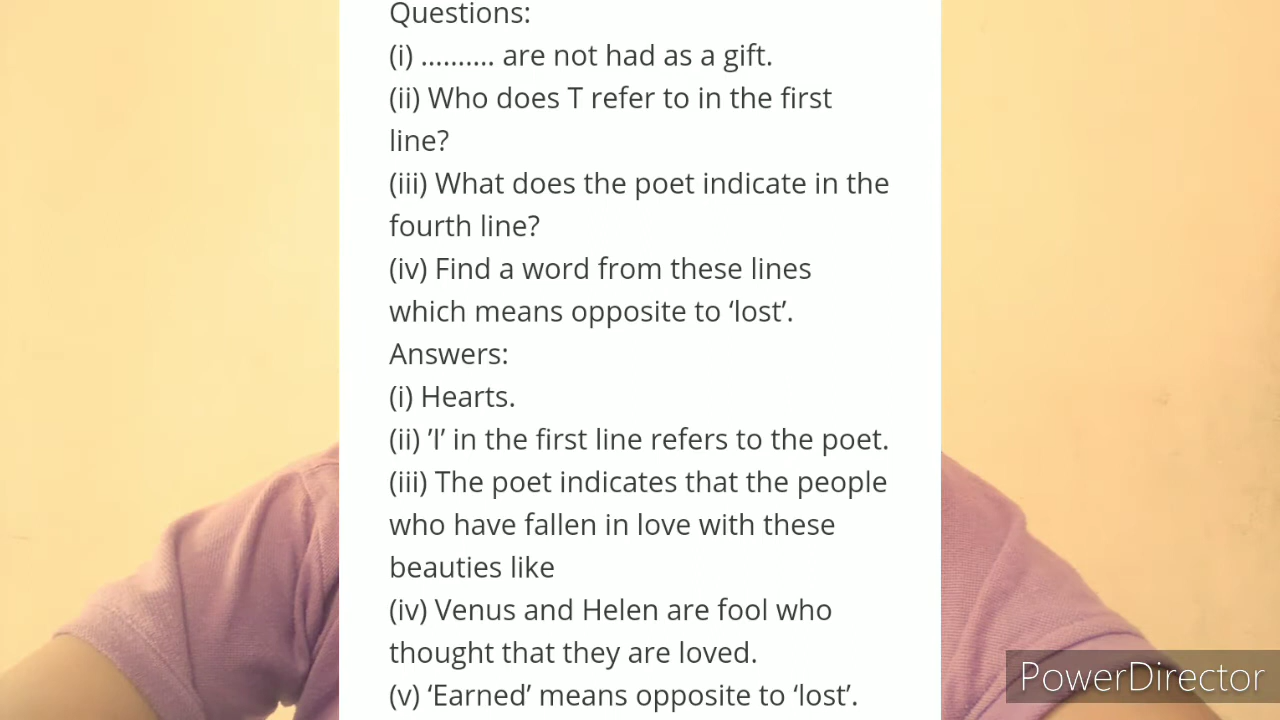 Questions:
(i) .......... are not had as a gift.
(ii) Who does T refer to in the first
line?
(iii) What does the poet indicate in the
fourth line?
(iv) Find a word from these lines
which means opposite to ‘lost’.
Answers:
(i) Hearts.
(ii) ’I’ in the first line refers to the poet.
(iii) The poet indicates that the people
who have fallen in love with these
beauties like
(iv) Venus and Helen are fool who
thought that they are loved.
(v) ‘Earned’ means opposite to ‘lost’.
PowerDirector